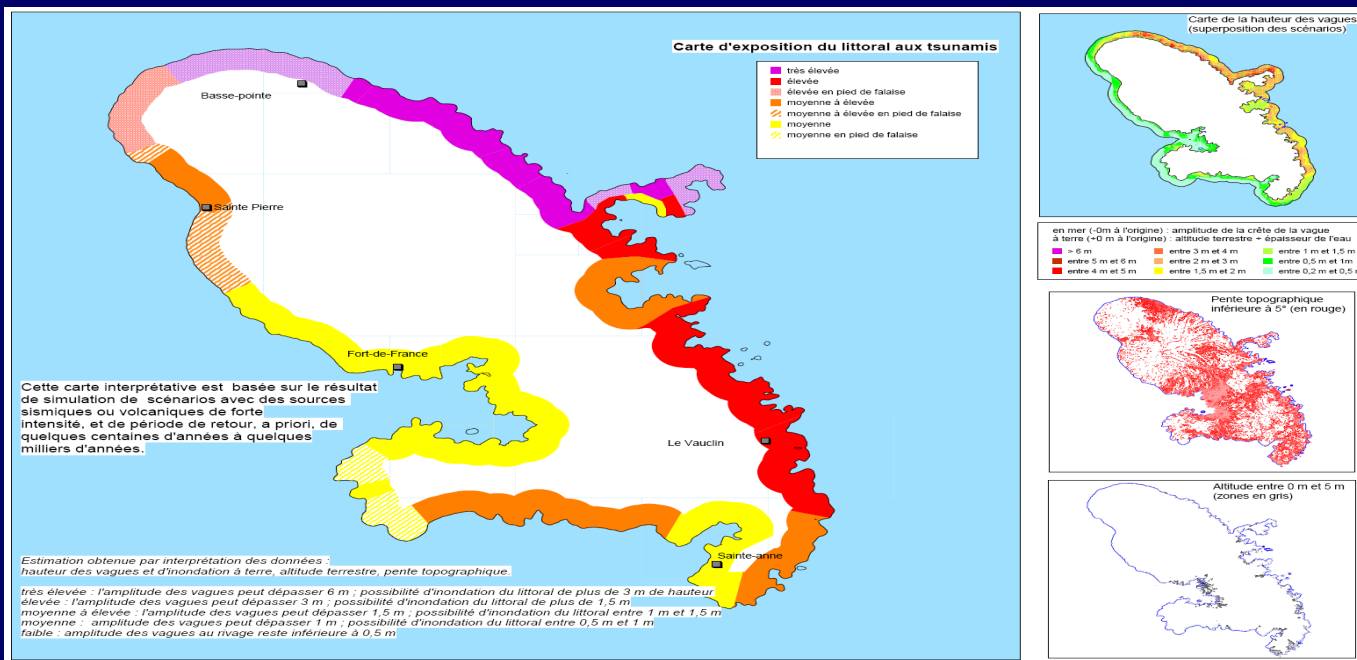 Carte d'exposition du littoral aux tsunamis
très élevée
élevée
élevée en pied de falaise
moyenne à élevée
moyenne à élevée en pied de falaise
moyenne
moyenne en pied de falaise
Basse-pointe
Sainte Pierre
Fort-de-France
Le Vauclin
Sainte-anne
Cette carte interprétative est basée sur le résultat
de simulation de scénarios avec des sources
sismiques ou volcaniques de forte
intensité, et de période de retour, a priori, de
quelques centaines d'années à quelques
milliers d'années.
Estimation obtenue par interprétation des données :
hauteur des vagues et d'inondation à terre, altitude terrestre, pente topographique.
très élevée : l'amplitude des vagues peut dépasser 6 m ; possibilité d'inondation du littoral de plus de 3 m de hauteur
élevée : l'amplitude des vagues peut dépasser 3 m ; possibilité d'inondation du littoral de plus de 1,5 m
moyenne à élevée : l'amplitude des vagues peut dépasser 1,5 m ; possibilité d'inondation du littoral entre 1 m et 1,5 m
moyenne : amplitude des vagues peut dépasser 1 m ; possibilité d'inondation du littoral entre 0,5 m et 1 m
faible : amplitude des vagues au rivage reste inférieure à 0,5 m
Carte de la hauteur des vagues
(superposition des scénarios)
en mer (-0m à l'origine) : amplitude de la crête de la vague
à terre (+0 m à l'origine) : altitude terrestre + épaisseur de l'eau
> 6 m
entre 5 m et 6 m
entre 4 m et 5 m
entre 3 m et 4 m
entre 2 m et 3 m
entre 1,5 m et 2 m
entre 1 m et 1,5 m
entre 0,5 m et 1m
entre 0,2 m et 0,5 m
Pente topographique
inférieure à 5° (en rouge)
Altitude entre 0 m et 5 m
(zones en gris)